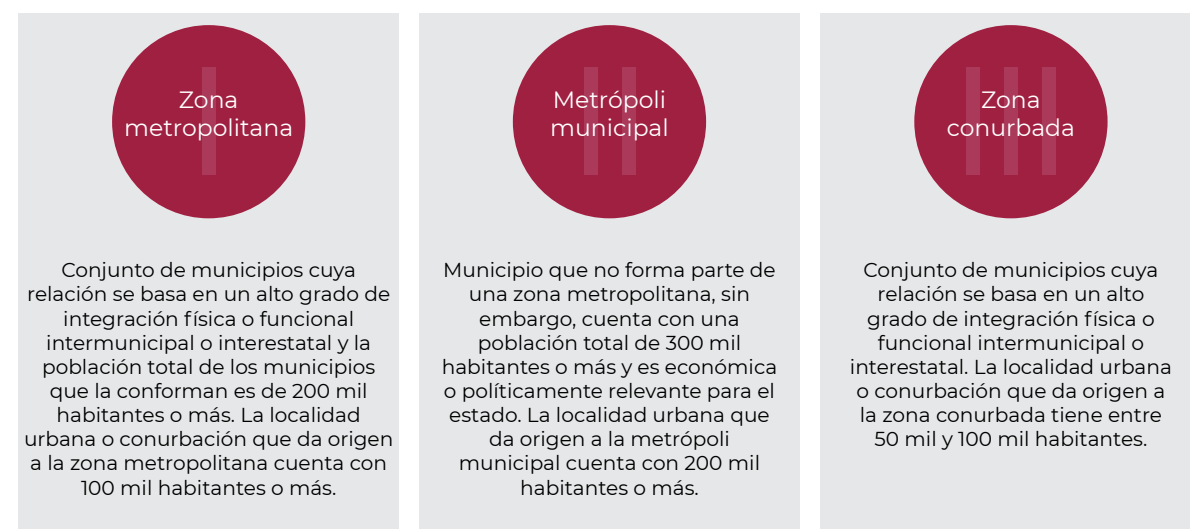 Zona
metropolitana
Conjunto de municipios cuya
relación se basa en un alto grado de
integración física o funcional
intermunicipal o interestatal y la
población total de los municipios
que la conforman es de 200 mil
habitantes o más. La localidad
urbana o conurbación que da origen
a la zona metropolitana cuenta con
100 mil habitantes o más.
Metrópoli
municipal
Municipio que no forma parte de
una zona metropolitana, sin
embargo, cuenta con una
población total de 300 mil
habitantes o más y es económica
o políticamente relevante para el
estado. La localidad urbana que
da origen a la metrópoli
municipal cuenta con 200 mil
habitantes o más.
Zona
conurbada
Conjunto de municipios cuya
relación se basa en un alto
grado de integración física o
funcional intermunicipal o
interestatal. La localidad urbana
o conurbación que da origen a
la zona conurbada tiene entre
50 mil y 100 mil habitantes.